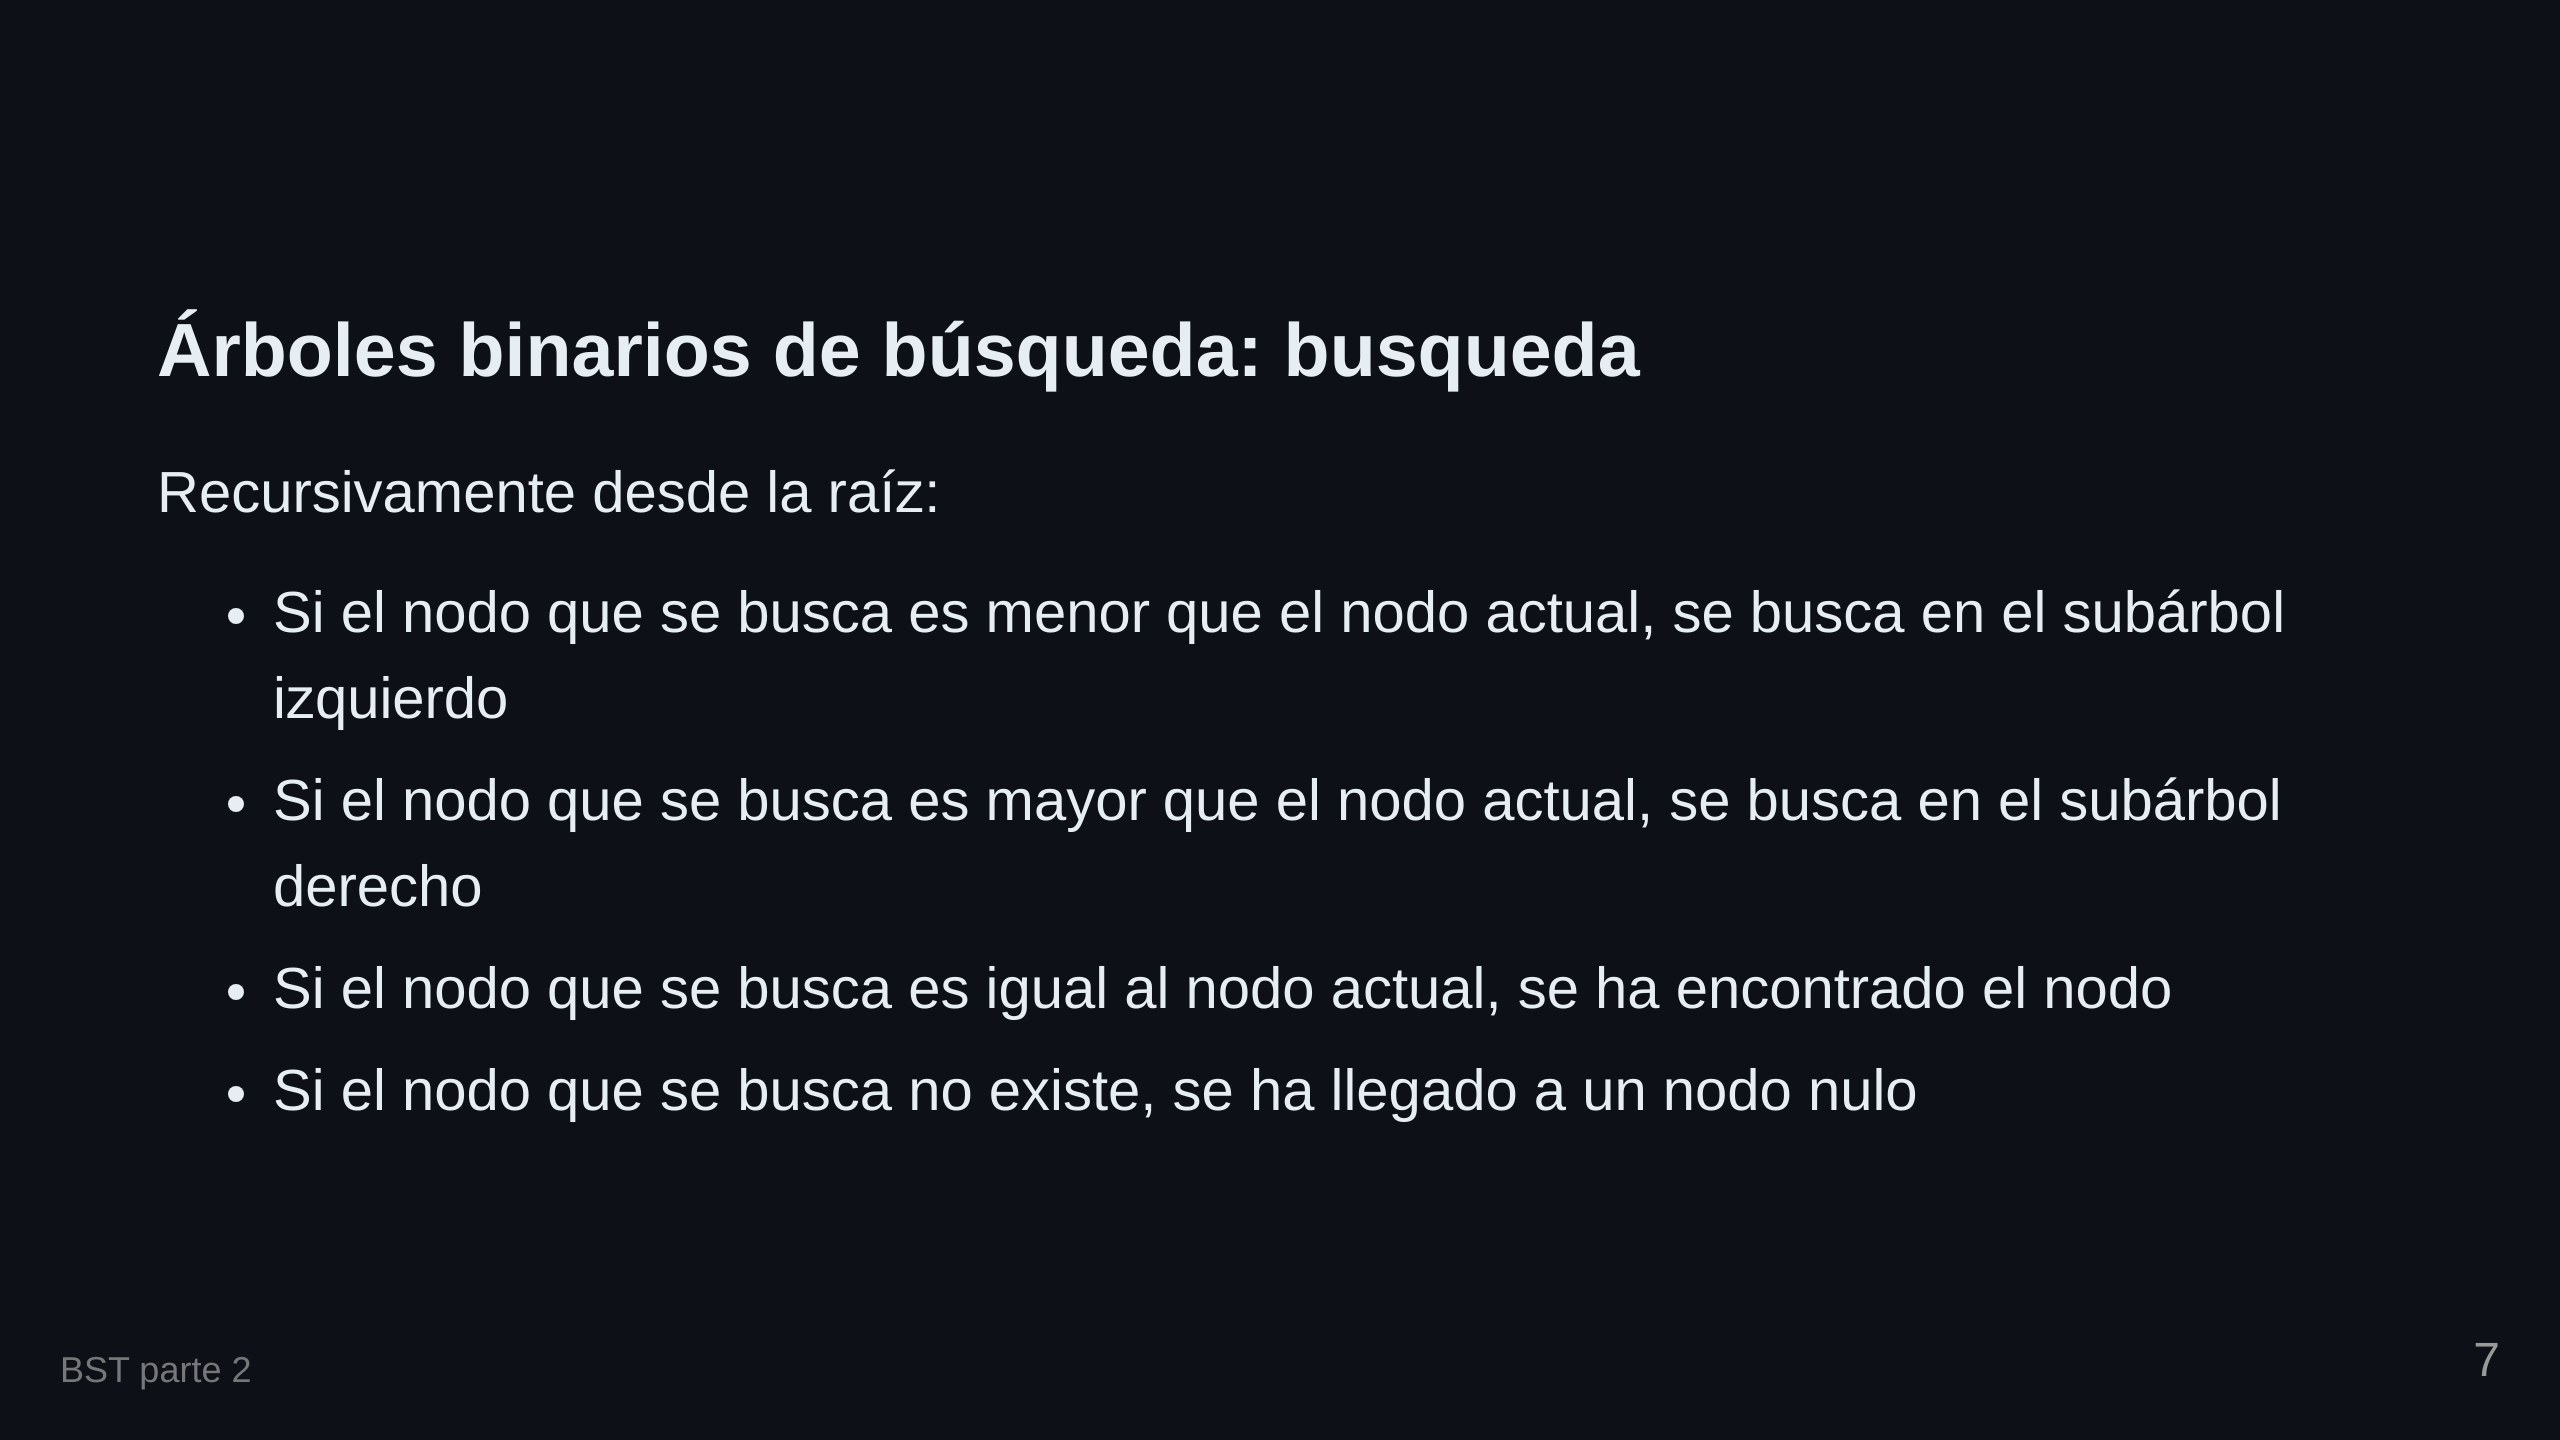 Árboles binarios de búsqueda: busqueda
Recursivamente desde la raíz:
• Si el nodo que se busca es menor que el nodo actual, se busca en el subárbol
izquierdo
• Si el nodo que se busca es mayor que el nodo actual, se busca en el subárbol
derecho
• Si el nodo que se busca es igual al nodo actual, se ha encontrado el nodo
• Si el nodo que se busca no existe, se ha llegado a un nodo nulo
BST parte 2
7